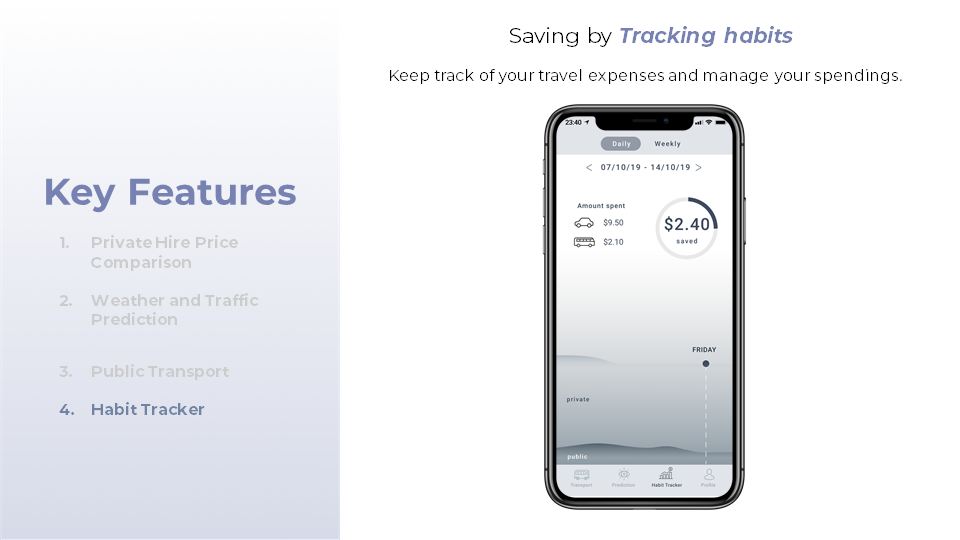 Saving by Tracking habits
Keep track of your travel expenses and manage your spendings.
Key Features
1. Private Hire Price
Comparison
2. Weather and Traffic
Prediction
3. Public Transport
4. Habit Tracker
23:40
Daily Weekly
< 07/10/19 - 14/10/19 >
Amount spent
$9.50
$2.10
$2.40
saved
FRIDAY
private
public
Transport Prediction Habit Tracker Profile